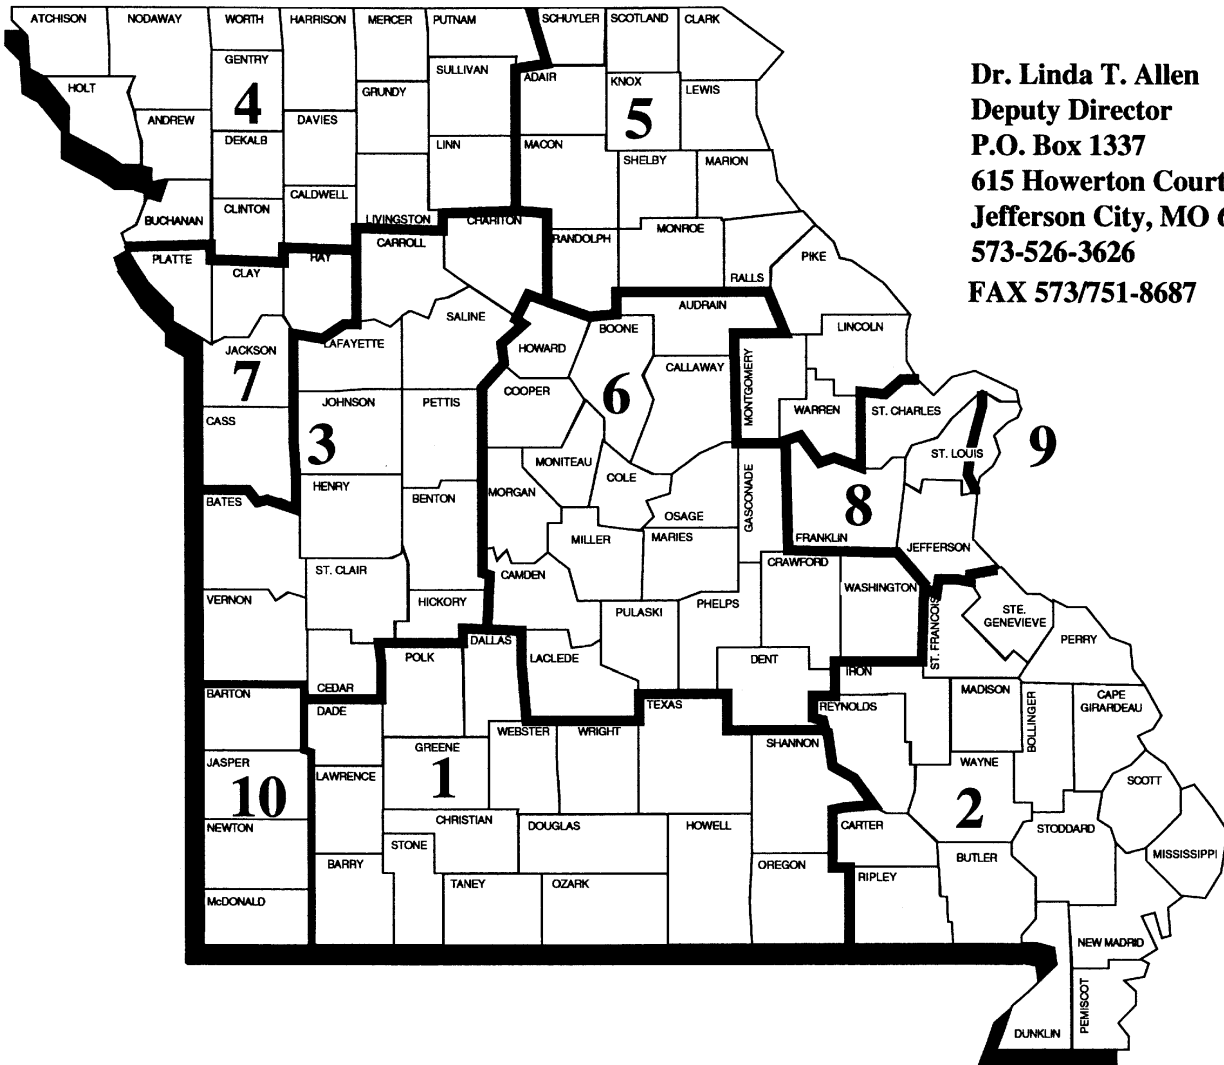 ATCHISON NODAWAY WORTH HARRISON MERCER PUTNAM SCHUYLER SCOTLAND CLARK
GENTRY SULLIVAN ADAIR KNOX LEWIS
HOLT GRUNDY
4 5
ANDREW DAVIES
DEKALB LINN MACON
SHELBY MARION
CALDWELL
CLINTON
BUCHANAN LIVINGSTON CHARITON
CARROLL RANDOLPH MONROE
PLATTE CLAY RAY RALLS PIKE
Dr. Linda T. Allen
Deputy Director
P.O. Box 1337
615 Howerton Court
Jefferson City, MO
573-526-3626
FAX 573/751-8687
SALINE BOONE AUDRAIN LINCOLN
JACKSON LAFAYETTE HOWARD
7 CALLAWAY MONTGOMERY
COOPER 6
CASS JOHNSON PETTIS WARREN ST. CHARLES
3 ST. LOUIS 9
MONITEAU
HENRY BENTON MORGAN COLE GASCONADE
BATES OSAGE 8
MILLER MARIES FRANKLIN JEFFERSON
ST. CLAIR CAMDEN CRAWFORD
WASHINGTON
VERNON HICKORY PULASKI PHELPS ST. FRANCOIS STE.
GENEVIEVE
DALLAS PERRY
POLK LACLEDE DENT
IRON
BARTON CEDAR MADISON CAPE
GIRARDEAU
DADE TEXAS REYNOLDS BOLLINGER
WEBSTER WRIGHT
GREENE SHANNON
JASPER LAWRENCE 1 WAYNE
10 SCOTT
2
NEWTON CHRISTIAN DOUGLAS HOWELL CARTER STODDARD
STONE
BARRY OREGON BUTLER MISSISSIPPI
TANEY OZARK RIPLEY
McDONALD
NEW MADRID
DUNKLIN PEMISCOT